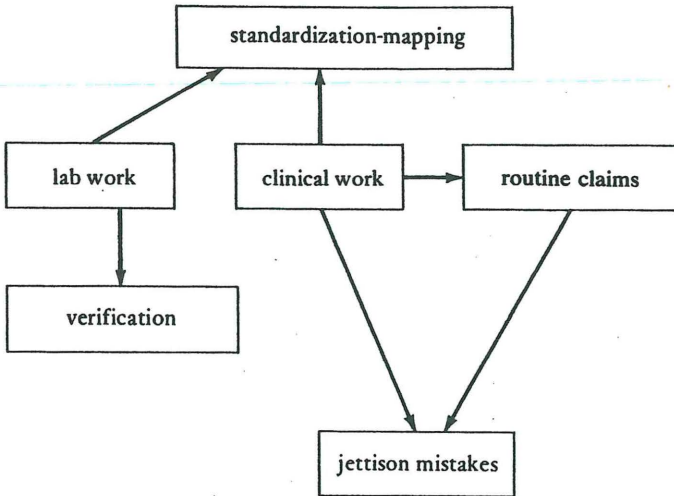 standardization-mapping
lab work
clinical work
routine claims
verification
jettison mistakes